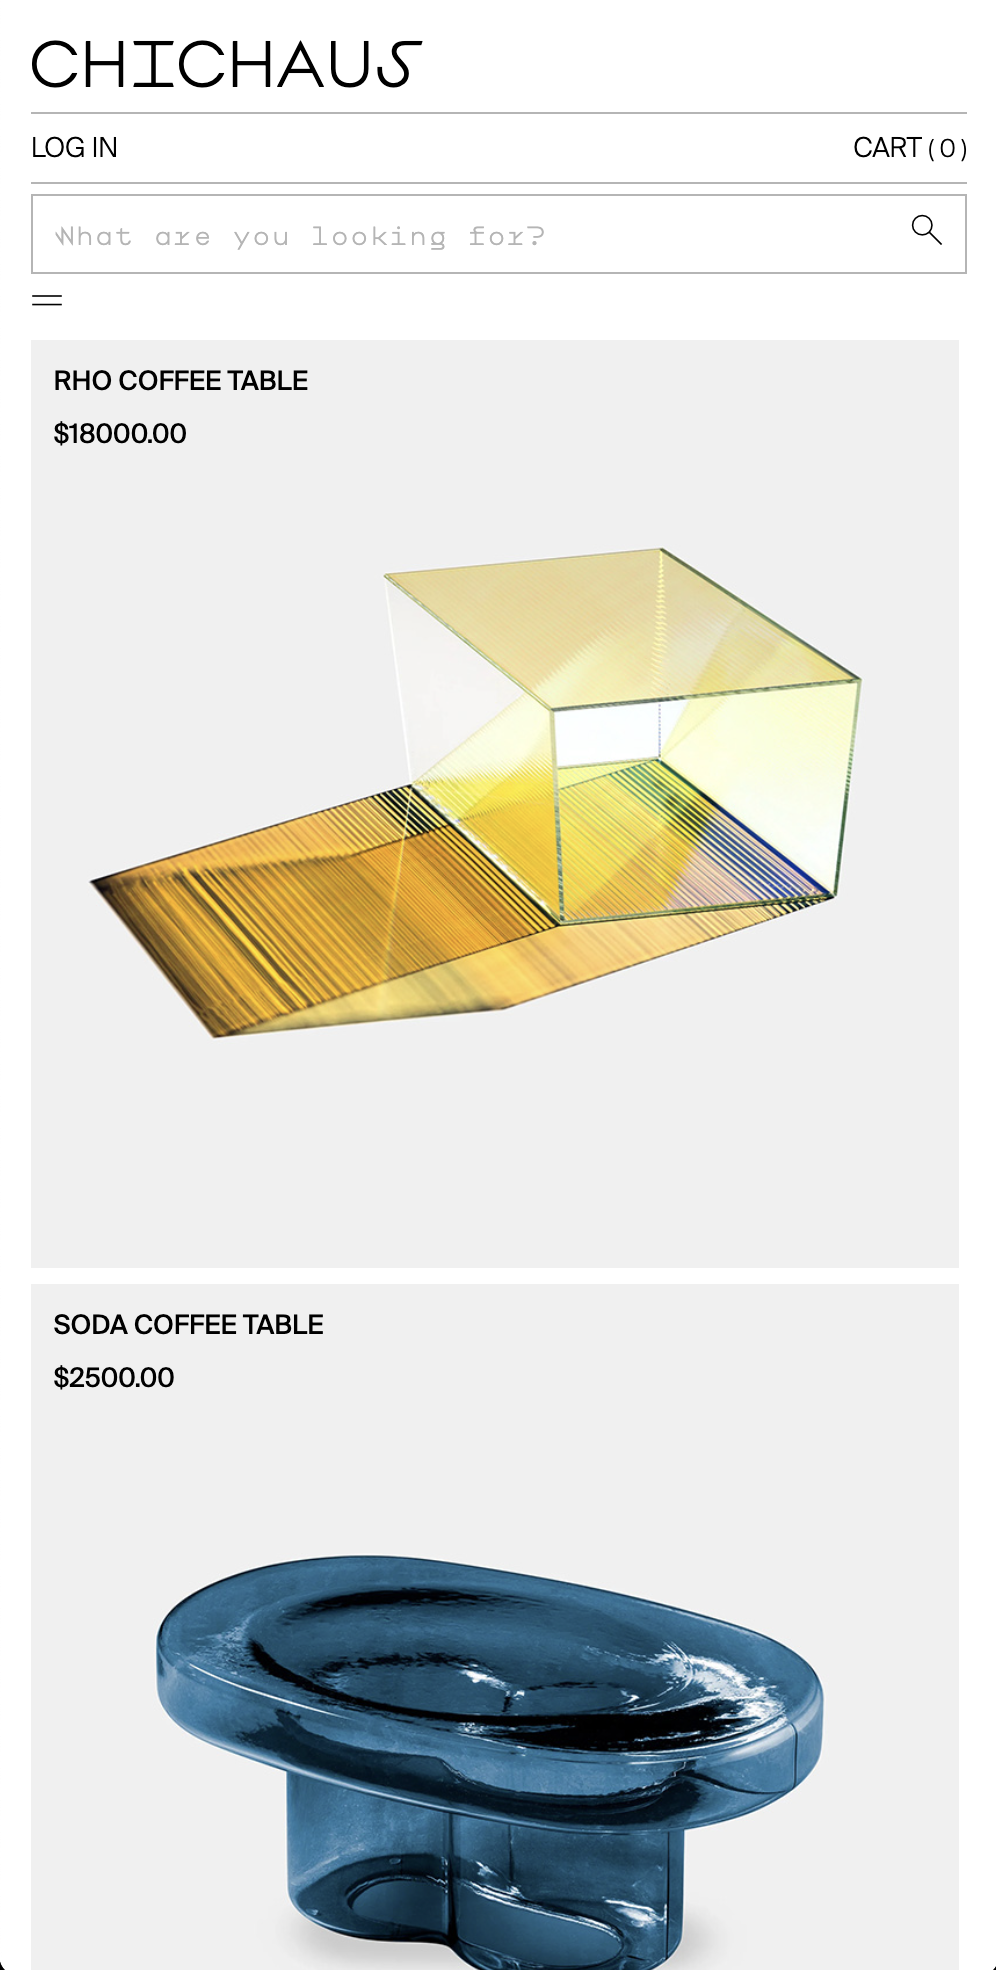 CHICHAUS
LOG IN
CART ( 0 )
What are you looking for?
RHO COFFEE TABLE
$18000.00
SODA COFFEE TABLE
$2500.00